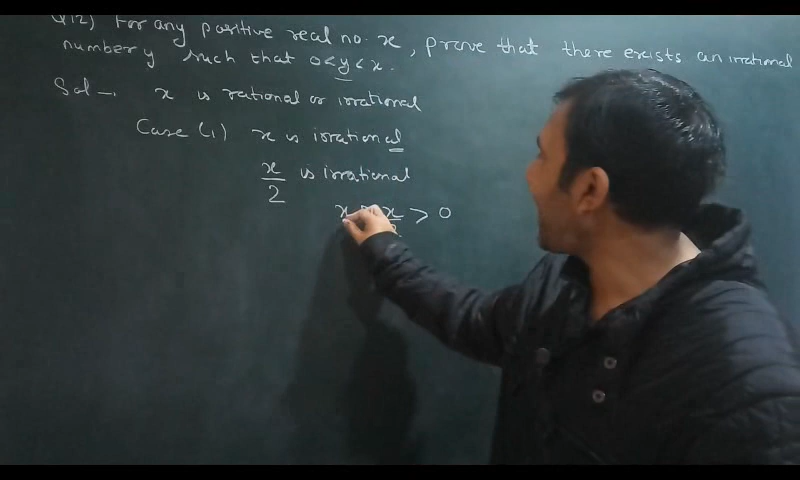 Q12) For any positive real no. x, prove that there exists an irrational
number y such that 0 < y < x.
Sol - x is rational or irrational
Case (1) x is irrational
x/2 is irrational
x > x/2 > 0